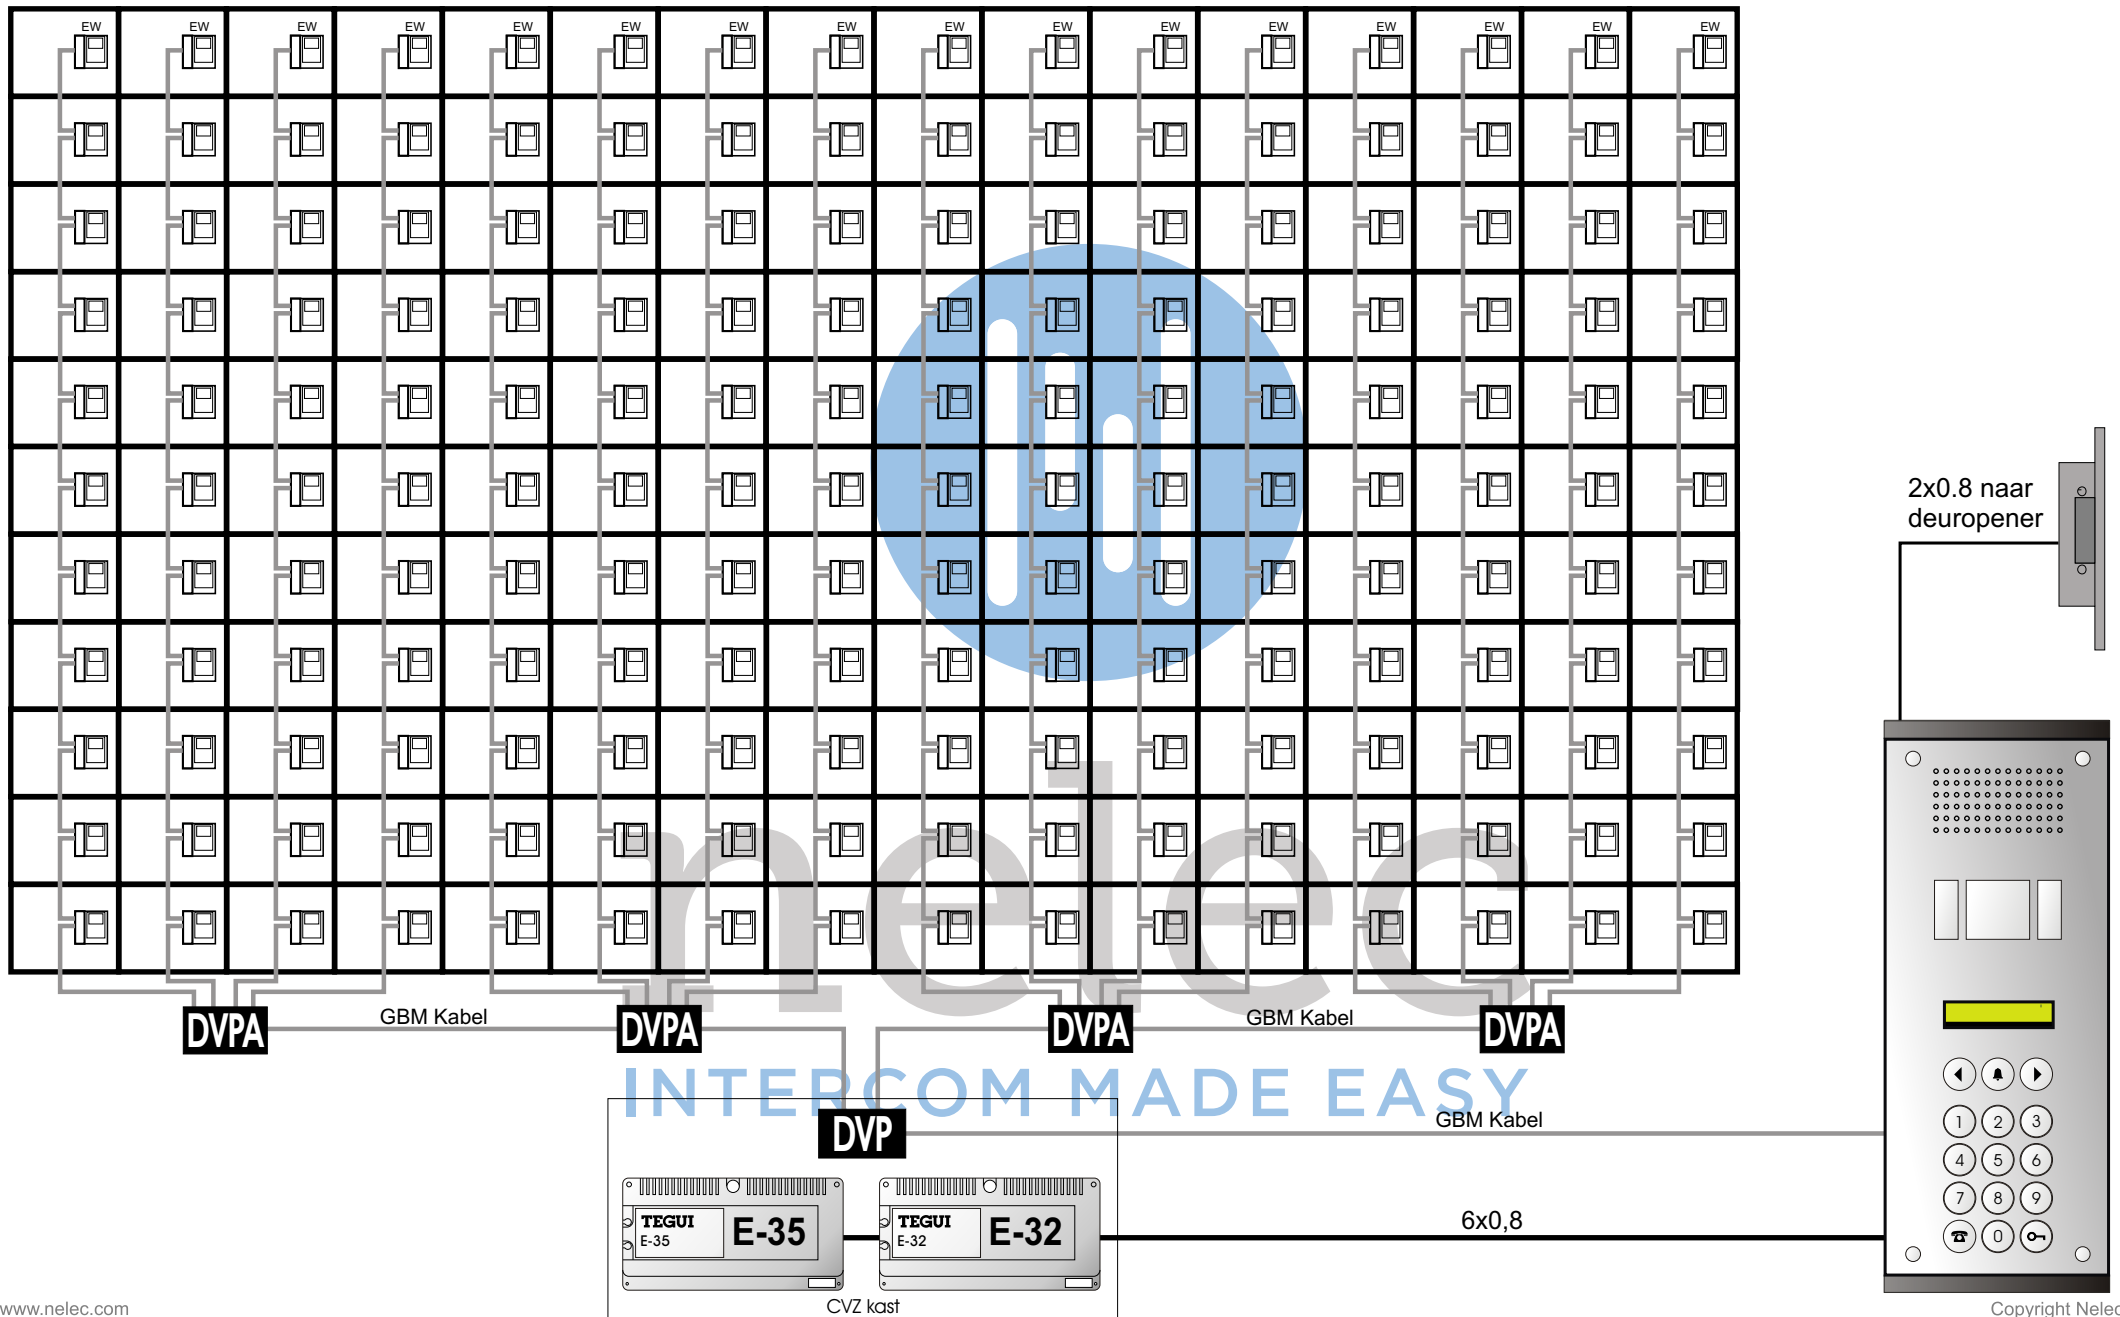 EW EW EW EW EW EW EW EW EW EW EW EW EW EW EW EW
2x0.8 naar
deuropener
nelec
DVPA GBM Kabel DVPA DVPA GBM Kabel DVPA
INTERCOM MADE EASY
GBM Kabel
DVP
1 2 3
4 5 6
7 8 9
0
TEGUI
E-35
E-35
TEGUI
E-32
E-32
6x0,8
CVZ kast
www.nelec.com
Copyright Nelec